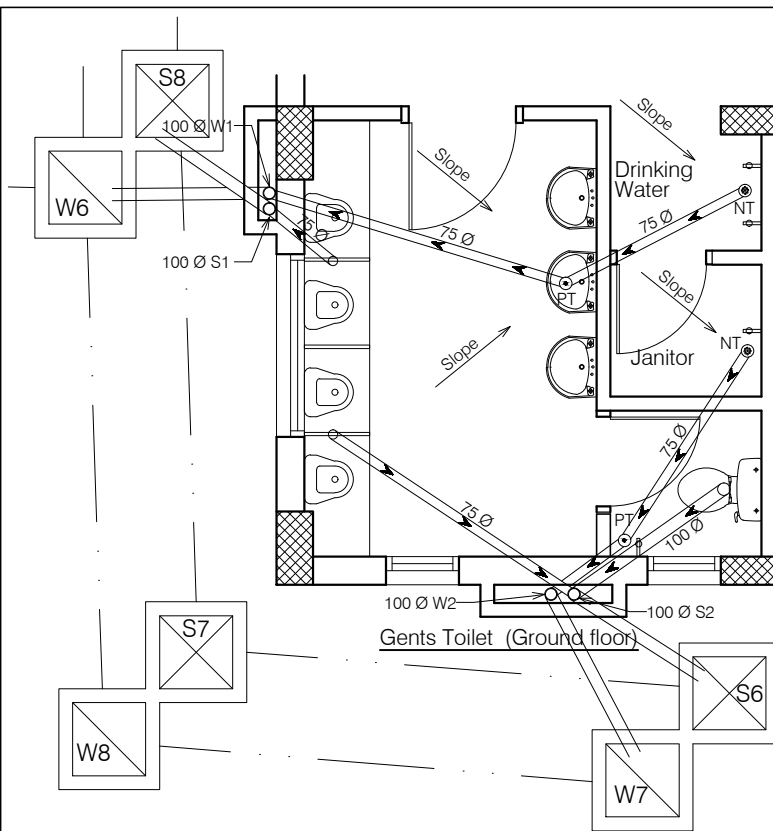 S8
100 Ø W1
W6
75 Ø
100 Ø S1
75 Ø
Slope
Slope
Drinking
Water
75 Ø
NT
PT
Slope
Slope
NT
Janitor
75 Ø
75 Ø
PT
100 Ø
100 Ø W2
100 Ø S2
Gents Toilet (Ground floor)
S7
S6
W8
W7